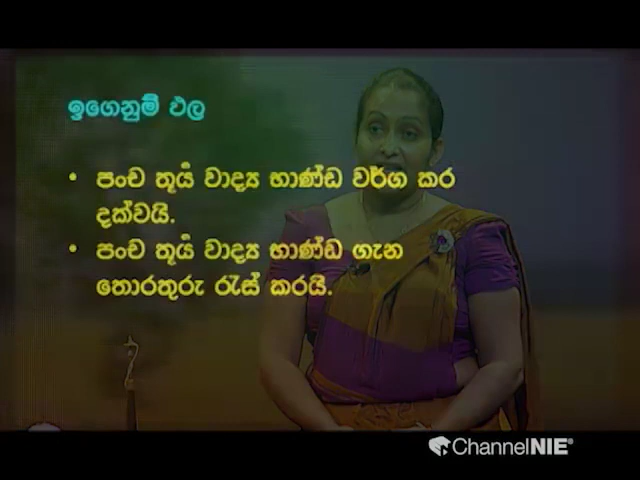 ඉගෙනුම් ඵල
• පංච තූර්ය වාද්‍ය භාණ්ඩ වර්ග කර
දක්වයි.
• පංච තූර්ය වාද්‍ය භාණ්ඩ ගැන
තොරතුරු රැස් කරයි.
ChannelNIE